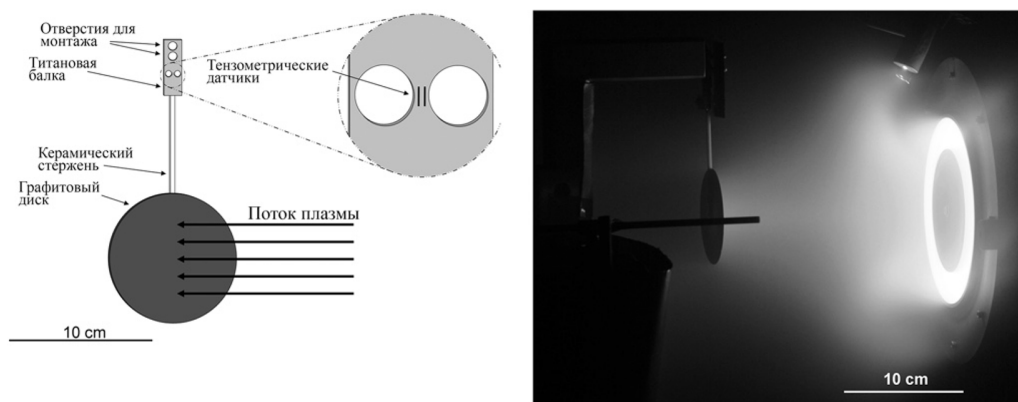 Отверстия для
монтажа
Титановая
балка
Тензометрические
датчики
Керамический
стержень
Графитовый
диск
Поток плазмы
10 cm
10 cm